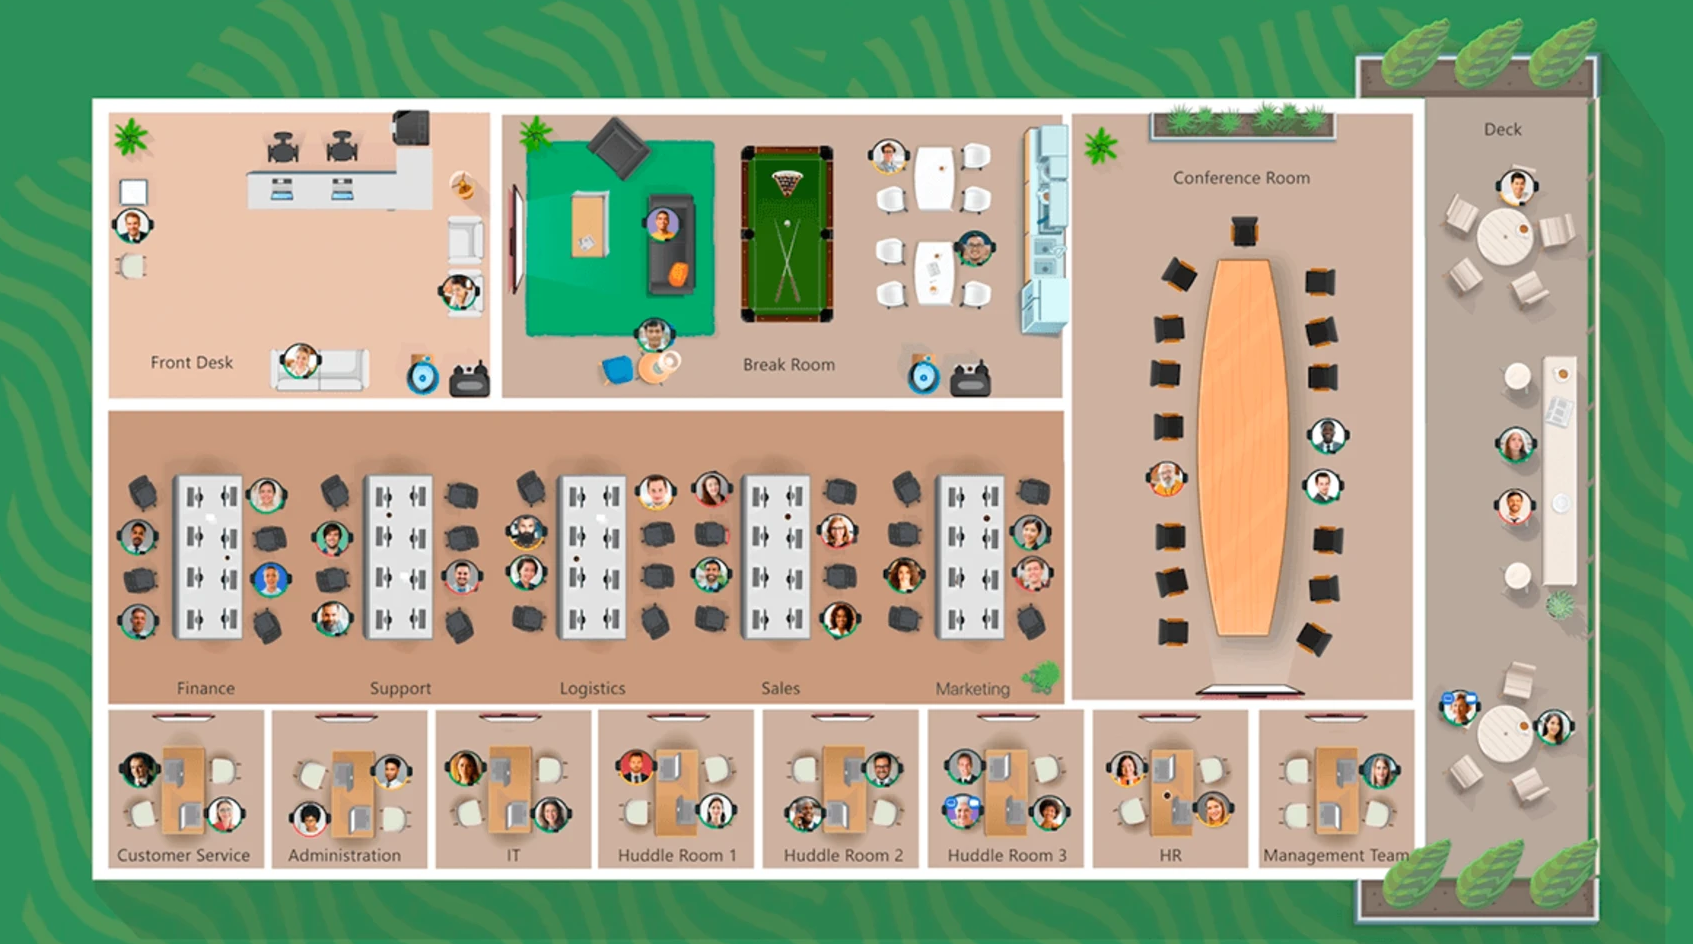 Deck
Conference Room
Front Desk
Break Room
Finance
Support
Logistics
Sales
Marketing
Customer Service
Administration
IT
Huddle Room 1
Huddle Room 2
Huddle Room 3
HR
Management Team